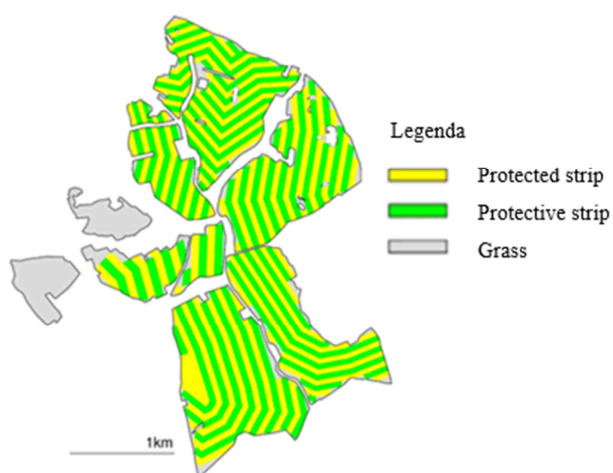 Legenda
Protected strip
Protective strip
Grass
1km